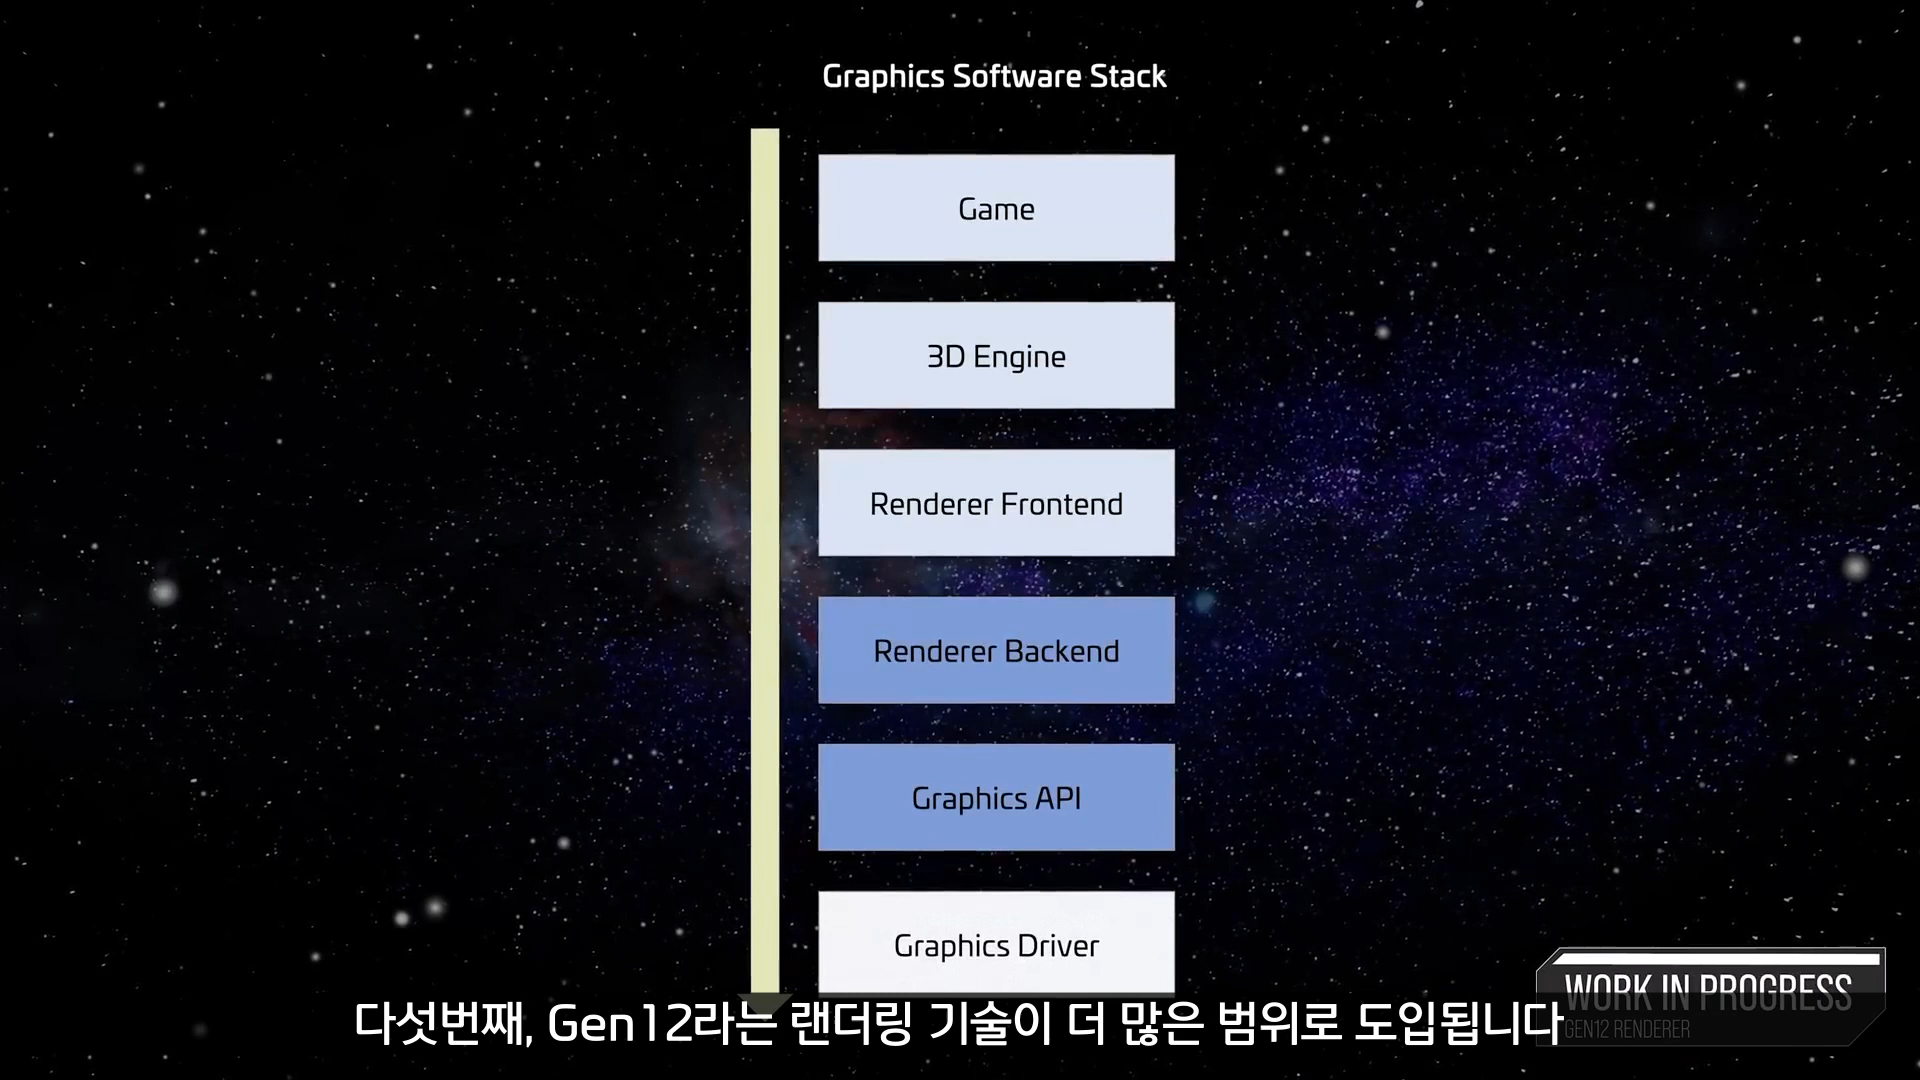 Graphics Software Stack
Game
3D Engine
Renderer Frontend
Renderer Backend
Graphics API
Graphics Driver
WORK IN PROGRESS
GEN12 RENDERER
다섯번째, Gen12라는 랜더링 기술이 더 많은 범위로 도입됩니다